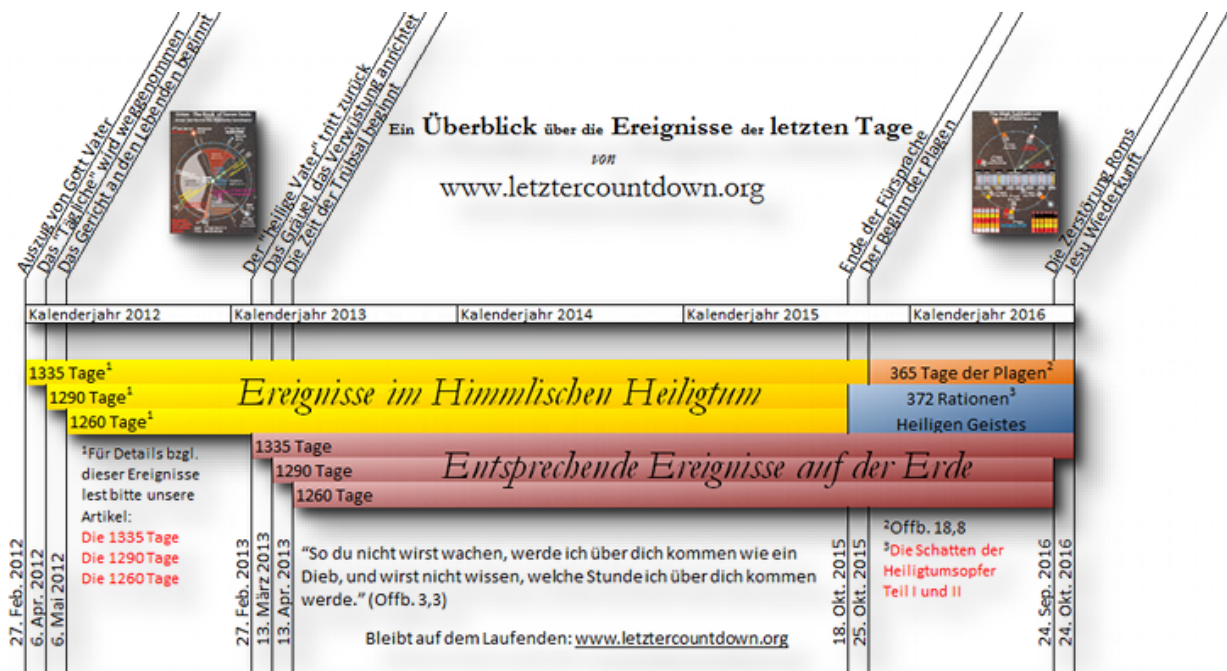 Auszug von Gott Vater
Das "Tägliche" wird weggenommen
Das Gericht an den Lebenden beginnt
Der "heilige Vater" tritt zurück
Das Gräuel, das Verwüstung anrichtet
Die Zeit der Trübsal beginnt
Ein Überblick über die Ereignisse der letzten Tage
von
www.letztercountdown.org
Ende der Fürsprache
Der Beginn der Plagen
Die Zerstörung Roms
Jesu Wiederkunft
Kalenderjahr 2012
Kalenderjahr 2013
Kalenderjahr 2014
Kalenderjahr 2015
Kalenderjahr 2016
1335 Tage¹
1290 Tage¹
1260 Tage¹
Ereignisse im Himmlischen Heiligtum
365 Tage der Plagen²
372 Rationen³
Heiligen Geistes
1335 Tage
1290 Tage
1260 Tage
Entsprechende Ereignisse auf der Erde
¹Für Details bzgl.
dieser Ereignisse
lest bitte unsere
Artikel:
Die 1335 Tage
Die 1290 Tage
Die 1260 Tage
"So du nicht wirst wachen, werde ich über dich kommen wie ein
Dieb, und wirst nicht wissen, welche Stunde ich über dich kommen
werde." (Offb. 3,3)
Bleibt auf dem Laufenden: www.letztercountdown.org
²Offb. 18,8
³Die Schatten der
Heiligtumsopfer
Teil I und II
27. Feb. 2012
6. Apr. 2012
6. Mai 2012
27. Feb. 2013
13. März 2013
13. Apr. 2013
18. Okt. 2015
25. Okt. 2015
24. Sep. 2016
24. Okt. 2016